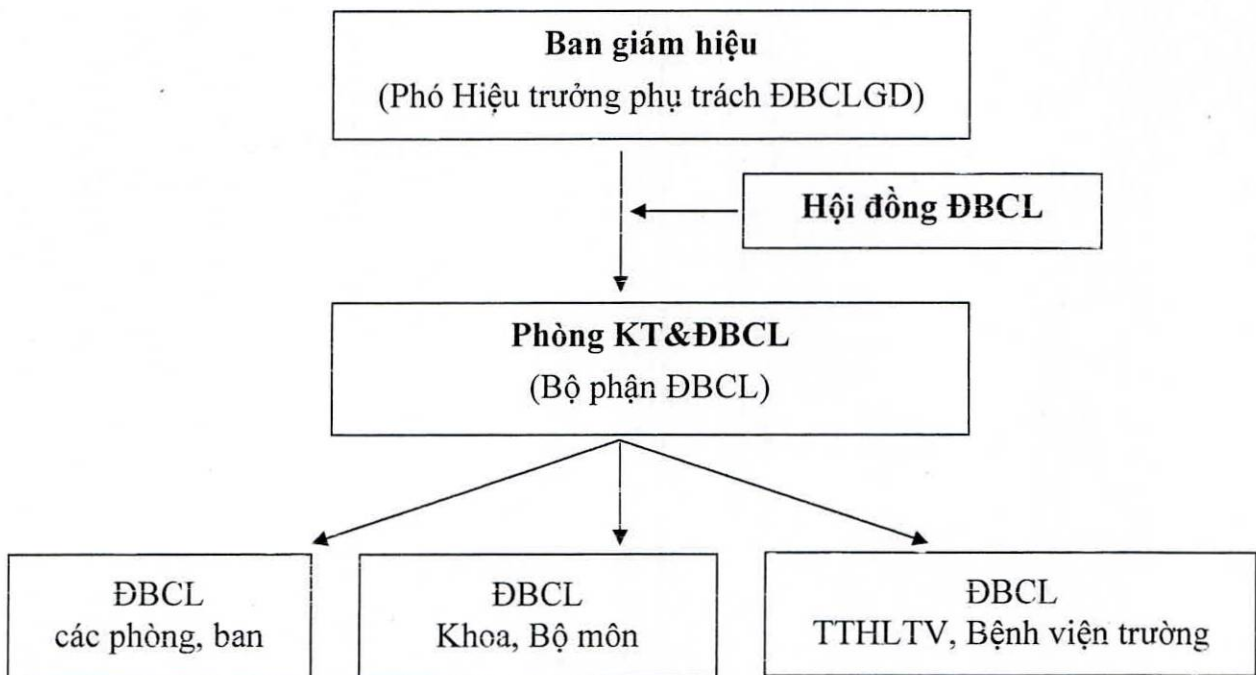 Ban giám hiệu
(Phó Hiệu trưởng phụ trách ĐBCLGD)
Hội đồng ĐBCL
Phòng KT&ĐBCL
(Bộ phận ĐBCL)
ĐBCL
các phòng, ban
ĐBCL
Khoa, Bộ môn
ĐBCL
TTHLTV, Bệnh viện trường